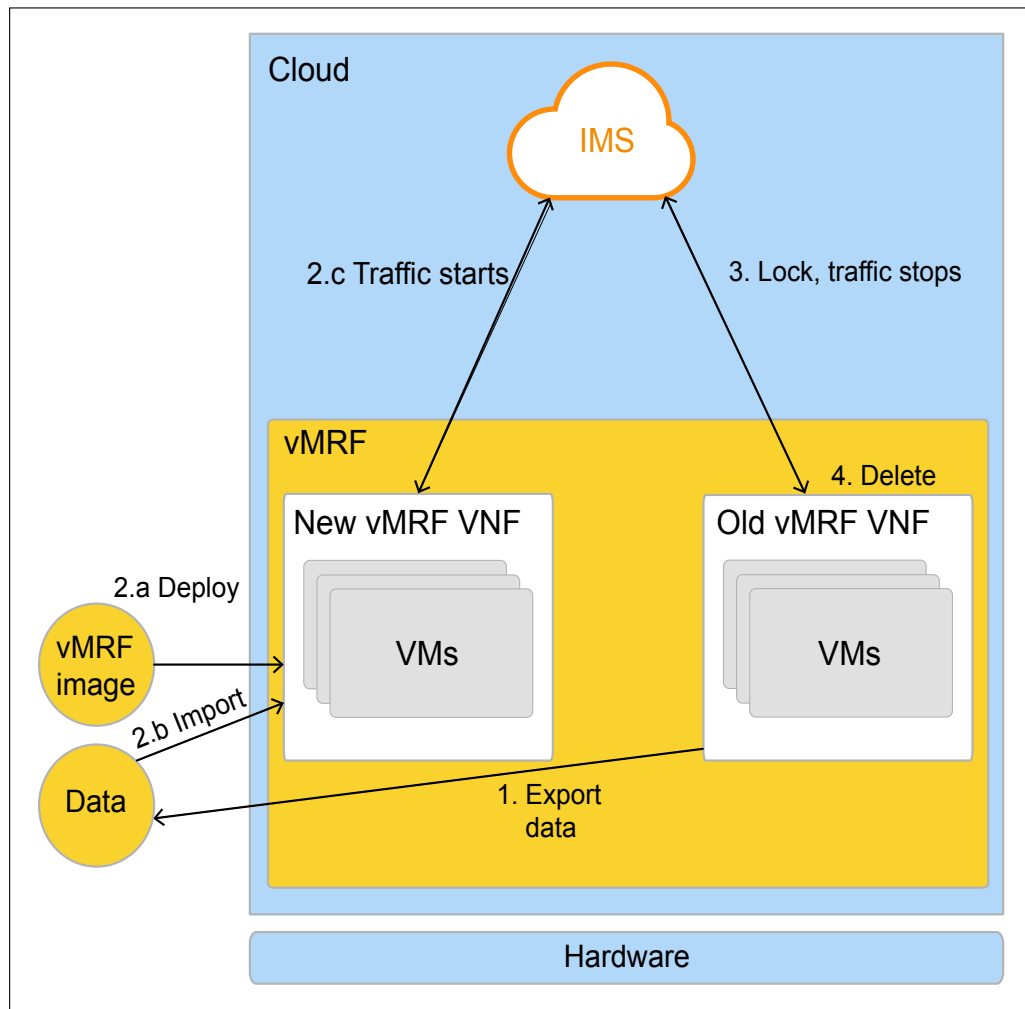 Cloud
IMS
2.c Traffic starts
3. Lock, traffic stops
vMRF
4. Delete
New vMRF VNF
Old vMRF VNF
2.a Deploy
vMRF
image
VMs
VMs
2.b Import
Data
1. Export
data
Hardware